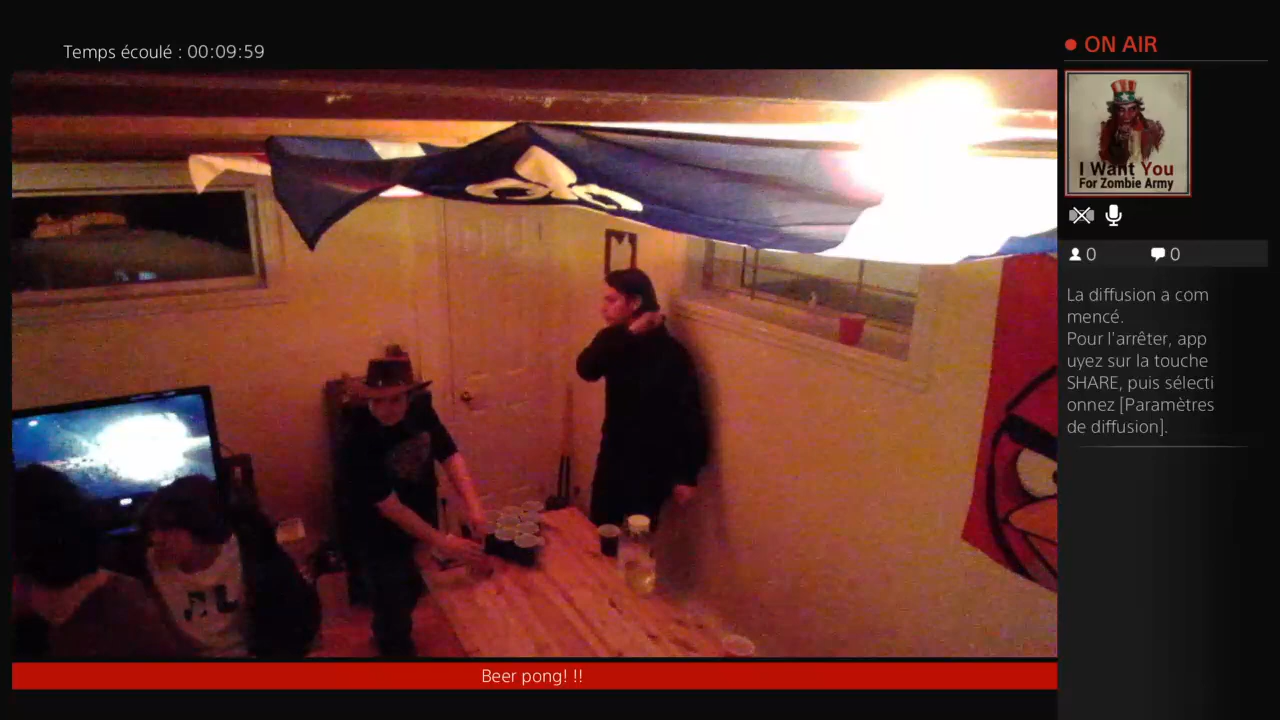 Temps écoulé : 00:09:59
ON AIR
I Want You
For Zombie Army
0
0
La diffusion a com
mencé.
Pour l'arrêter, app
uyez sur la touche
SHARE, puis sélecti
onnez [Paramètres
de diffusion].
Beer pong! !!